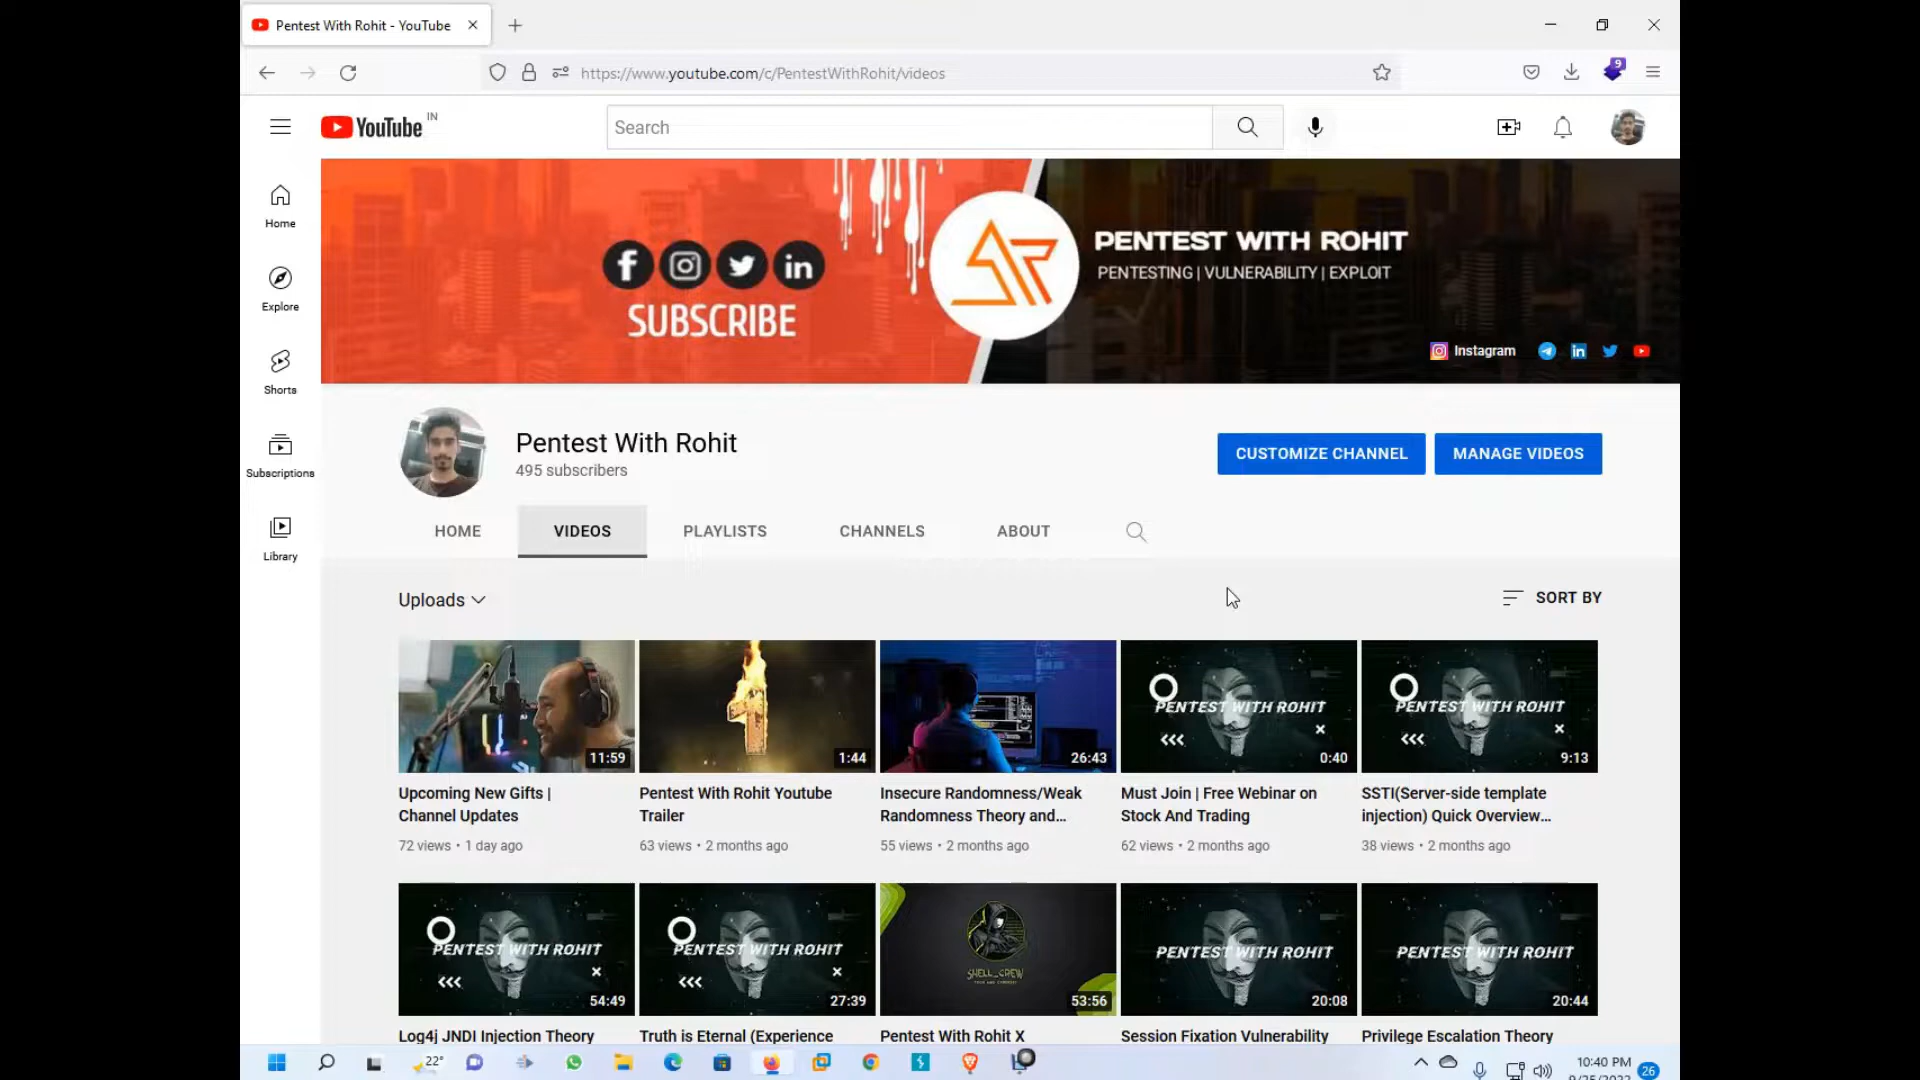 Pentest With Rohit - YouTube
https://www.youtube.com/c/PentestWithRohit/videos
9
YouTube IN
Search
Home
Explore
Shorts
Subscriptions
Library
SUBSCRIBE
PENTEST WITH ROHIT
PENTESTING | VULNERABILITY | EXPLOIT
Instagram
Pentest With Rohit
495 subscribers
CUSTOMIZE CHANNEL
MANAGE VIDEOS
HOME
VIDEOS
PLAYLISTS
CHANNELS
ABOUT
Uploads
SORT BY
11:59
1:44
26:43
PENTEST WITH ROHIT
0:40
PENTEST WITH ROHIT
9:13
Upcoming New Gifts |
Channel Updates
72 views • 1 day ago
Pentest With Rohit Youtube
Trailer
63 views • 2 months ago
Insecure Randomness/Weak
Randomness Theory and...
55 views • 2 months ago
Must Join | Free Webinar on
Stock And Trading
62 views • 2 months ago
SSTI(Server-side template
injection) Quick Overview...
38 views • 2 months ago
PENTEST WITH ROHIT
54:49
PENTEST WITH ROHIT
27:39
SHELL_CREW
53:56
PENTEST WITH ROHIT
20:08
PENTEST WITH ROHIT
20:44
Log4j JNDI Injection Theory
Truth is Eternal (Experience
Pentest With Rohit X
Session Fixation Vulnerability
Privilege Escalation Theory
22°
10:40 PM
26